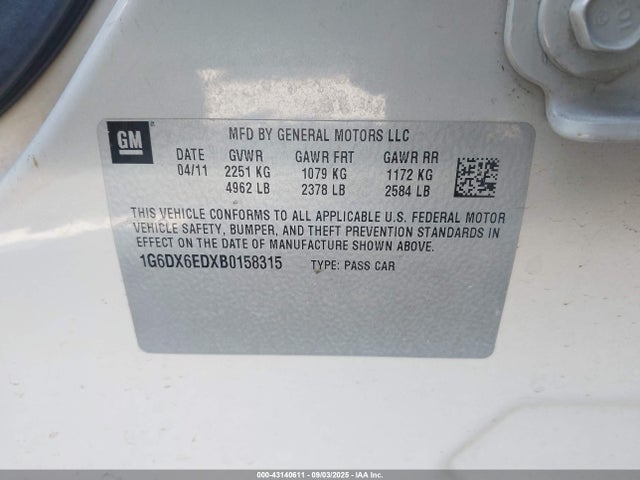 GM
MFD BY GENERAL MOTORS LLC
DATE GVWR GAWR FRT GAWR RR
04/11 2251 KG 1079 KG 1172 KG
4962 LB 2378 LB 2584 LB
THIS VEHICLE CONFORMS TO ALL APPLICABLE U.S. FEDERAL MOTOR
VEHICLE SAFETY, BUMPER, AND THEFT PREVENTION STANDARDS IN
EFFECT ON THE DATE OF MANUFACTURE SHOWN ABOVE.
1G6DX6EDXB0158315 TYPE: PASS CAR
000-43140611 - 09/03/2025 - IAA Inc.